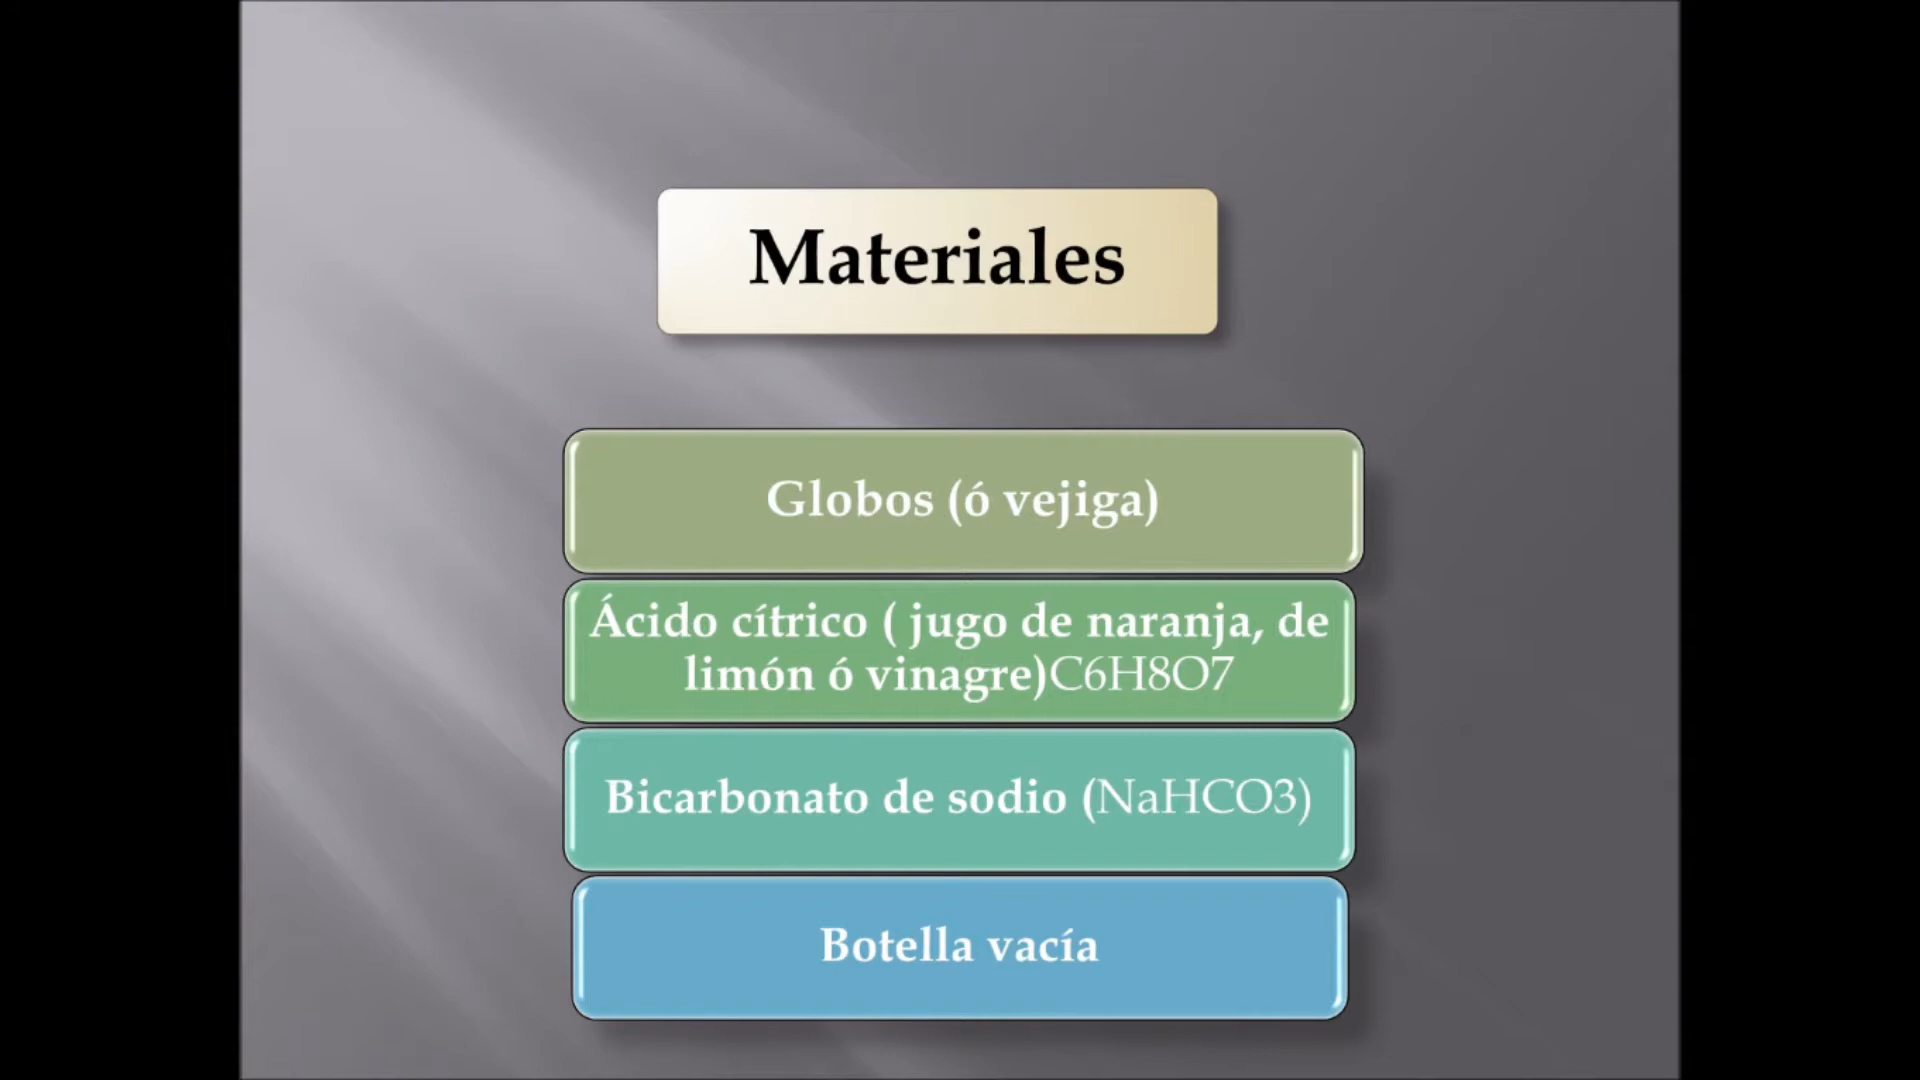 Materiales
Globos (ó vejiga)
Ácido cítrico ( jugo de naranja, de
limón ó vinagre)C6H8O7
Bicarbonato de sodio (NaHCO3)
Botella vacía